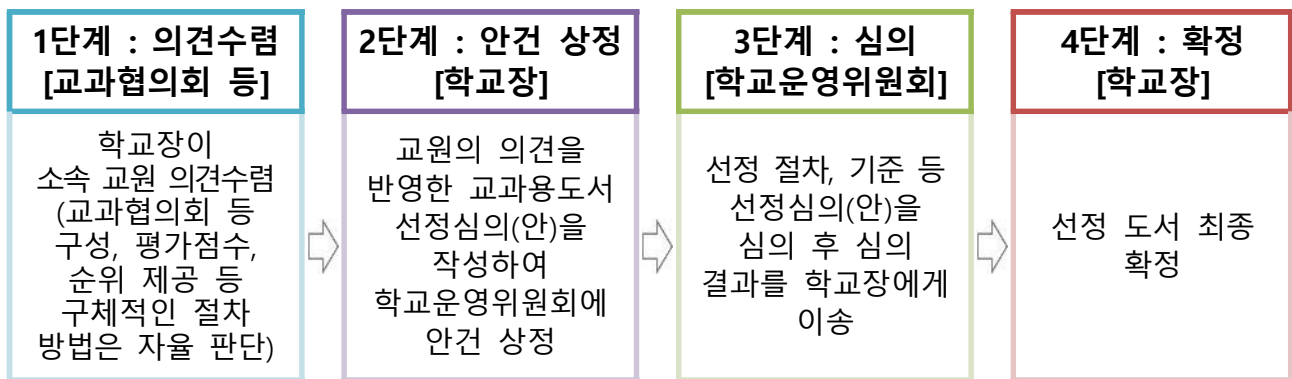 1단계 : 의견수렴
[교과협의회 등]
학교장이
소속 교원 의견수렴
(교과협의회 등
구성, 평가점수,
순위 제공 등
구체적인 절차
방법은 자율 판단)
2단계 : 안건 상정
[학교장]
교원의 의견을
반영한 교과용도서
선정심의(안)을
작성하여
학교운영위원회에
안건 상정
3단계 : 심의
[학교운영위원회]
선정 절차, 기준 등
선정심의(안)을
심의 후 심의
결과를 학교장에게
이송
4단계 : 확정
[학교장]
선정 도서 최종
확정